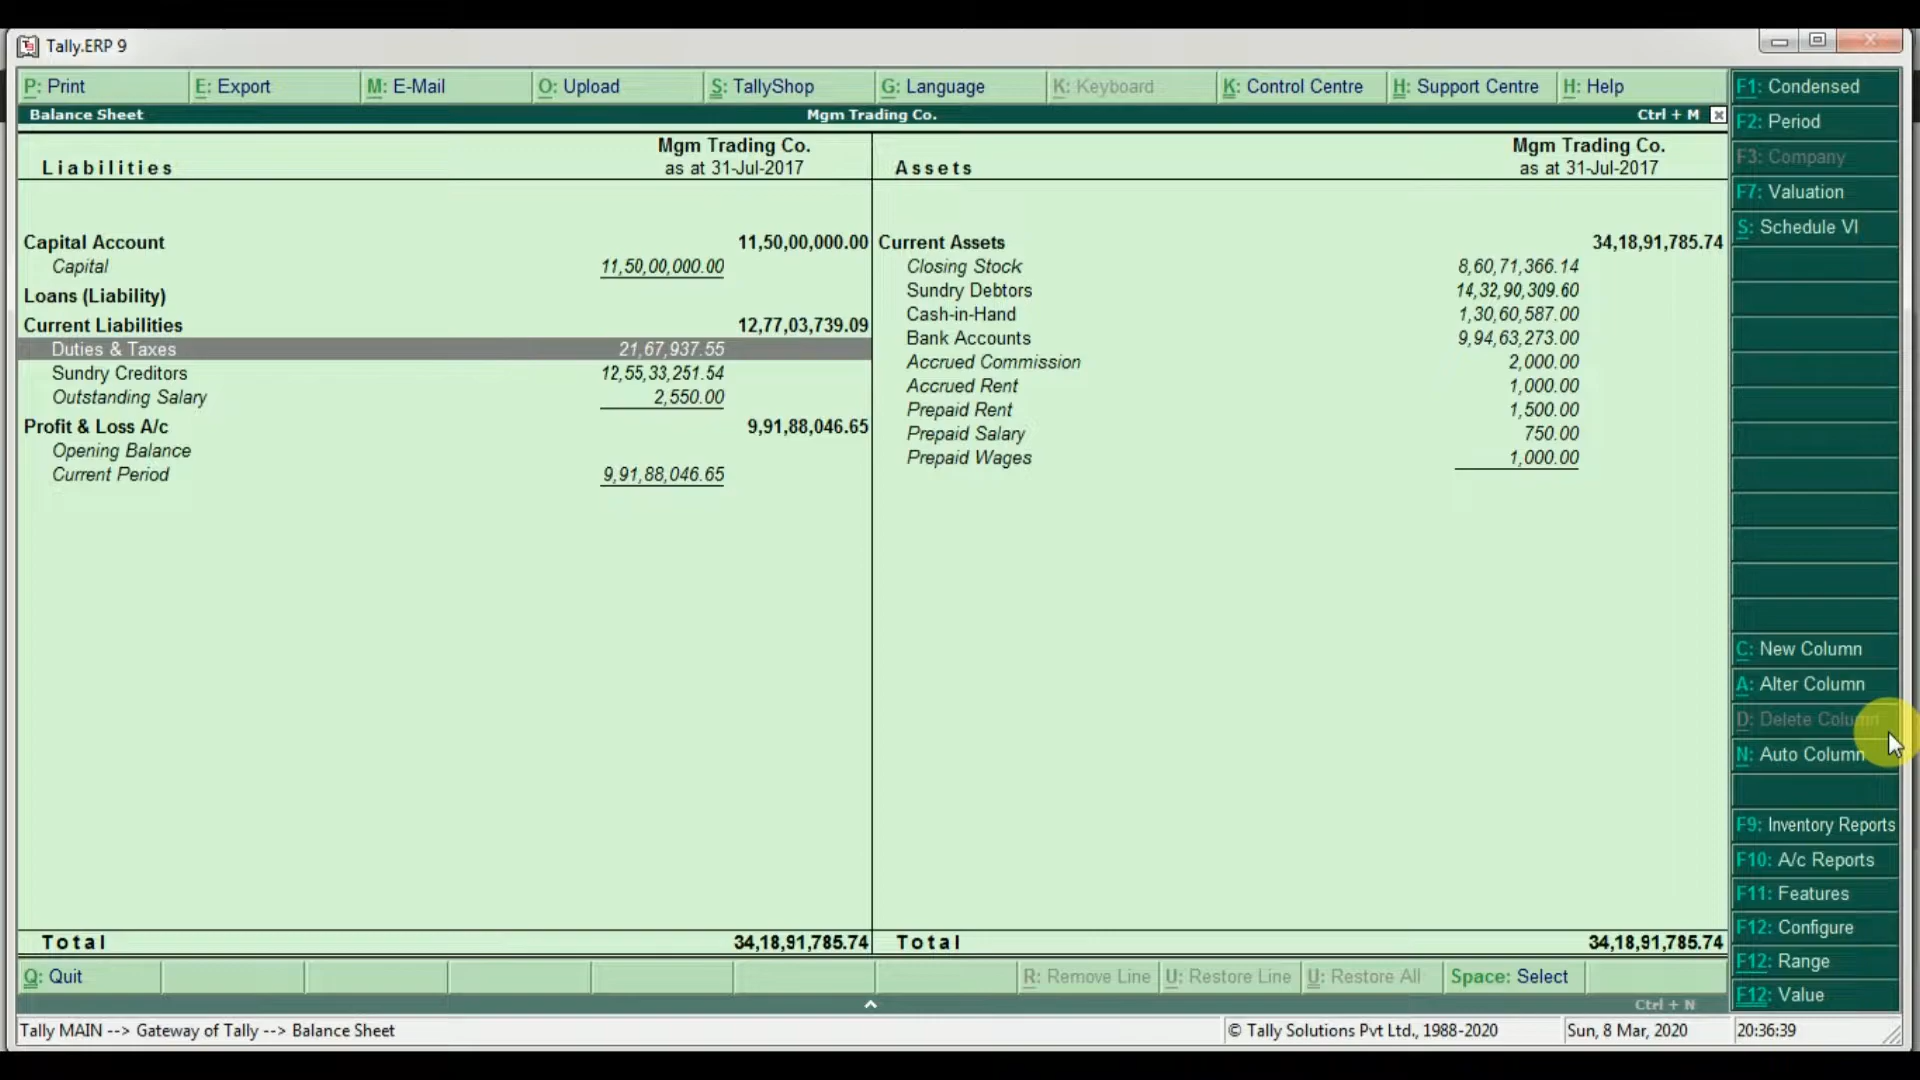 Tally.ERP 9
P: Print E: Export M: E-Mail O: Upload S: TallyShop G: Language K: Keyboard K: Control Centre H: Support Centre H: Help
Balance Sheet Mgm Trading Co. Ctrl + M
Mgm Trading Co. Mgm Trading Co.
Liabilities as at 31-Jul-2017 Assets as at 31-Jul-2017
Capital Account 11,50,00,000.00 Current Assets 34,18,91,785.74
Capital 11,50,00,000.00 Closing Stock 8,60,71,366.14
Loans (Liability) Sundry Debtors 14,32,90,309.60
Cash-in-Hand 1,30,60,587.00
Current Liabilities 12,77,03,739.09 Bank Accounts 9,94,63,273.00
Duties & Taxes 21,67,937.55 Accrued Commission 2,000.00
Sundry Creditors 12,55,33,251.54 Accrued Rent 1,000.00
Outstanding Salary 2,550.00 Prepaid Rent 1,500.00
Profit & Loss A/c 9,91,88,046.65 Prepaid Salary 750.00
Opening Balance Prepaid Wages 1,000.00
Current Period 9,91,88,046.65
Total 34,18,91,785.74 Total 34,18,91,785.74
Q: Quit R: Remove Line U: Restore Line U: Restore All Space: Select
Ctrl + N
Tally MAIN --> Gateway of Tally --> Balance Sheet © Tally Solutions Pvt Ltd., 1988-2020 Sun, 8 Mar, 2020 20:36:39
F1: Condensed
F2: Period
F3: Company
F7: Valuation
S: Schedule VI
C: New Column
A: Alter Column
D: Delete Column
N: Auto Column
F9: Inventory Reports
F10: A/c Reports
F11: Features
F12: Configure
F12: Range
F12: Value